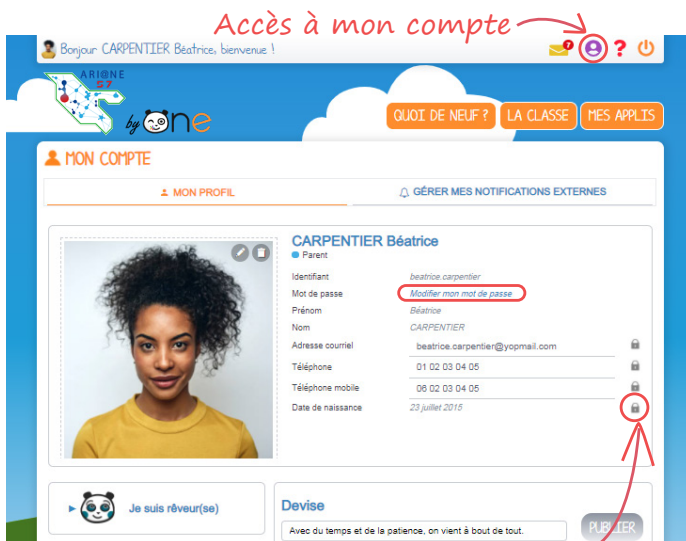 Accès à mon compte
Bonjour CARPENTIER Béatrice, bienvenue !
7
?
ARI@NE
57
by One
QUOI DE NEUF ?
LA CLASSE
MES APPLIS
MON COMPTE
MON PROFIL
GÉRER MES NOTIFICATIONS EXTERNES
CARPENTIER Béatrice
Parent
Identifiant beatrice.carpentier
Mot de passe Modifier mon mot de passe
Prénom Béatrice
Nom CARPENTIER
Adresse courriel beatrice.carpentier@yopmail.com
Téléphone 01 02 03 04 05
Téléphone mobile 06 02 03 04 05
Date de naissance 23 juillet 2015
Je suis rêveur(se)
Devise
Avec du temps et de la patience, on vient à bout de tout.
PUBLIER